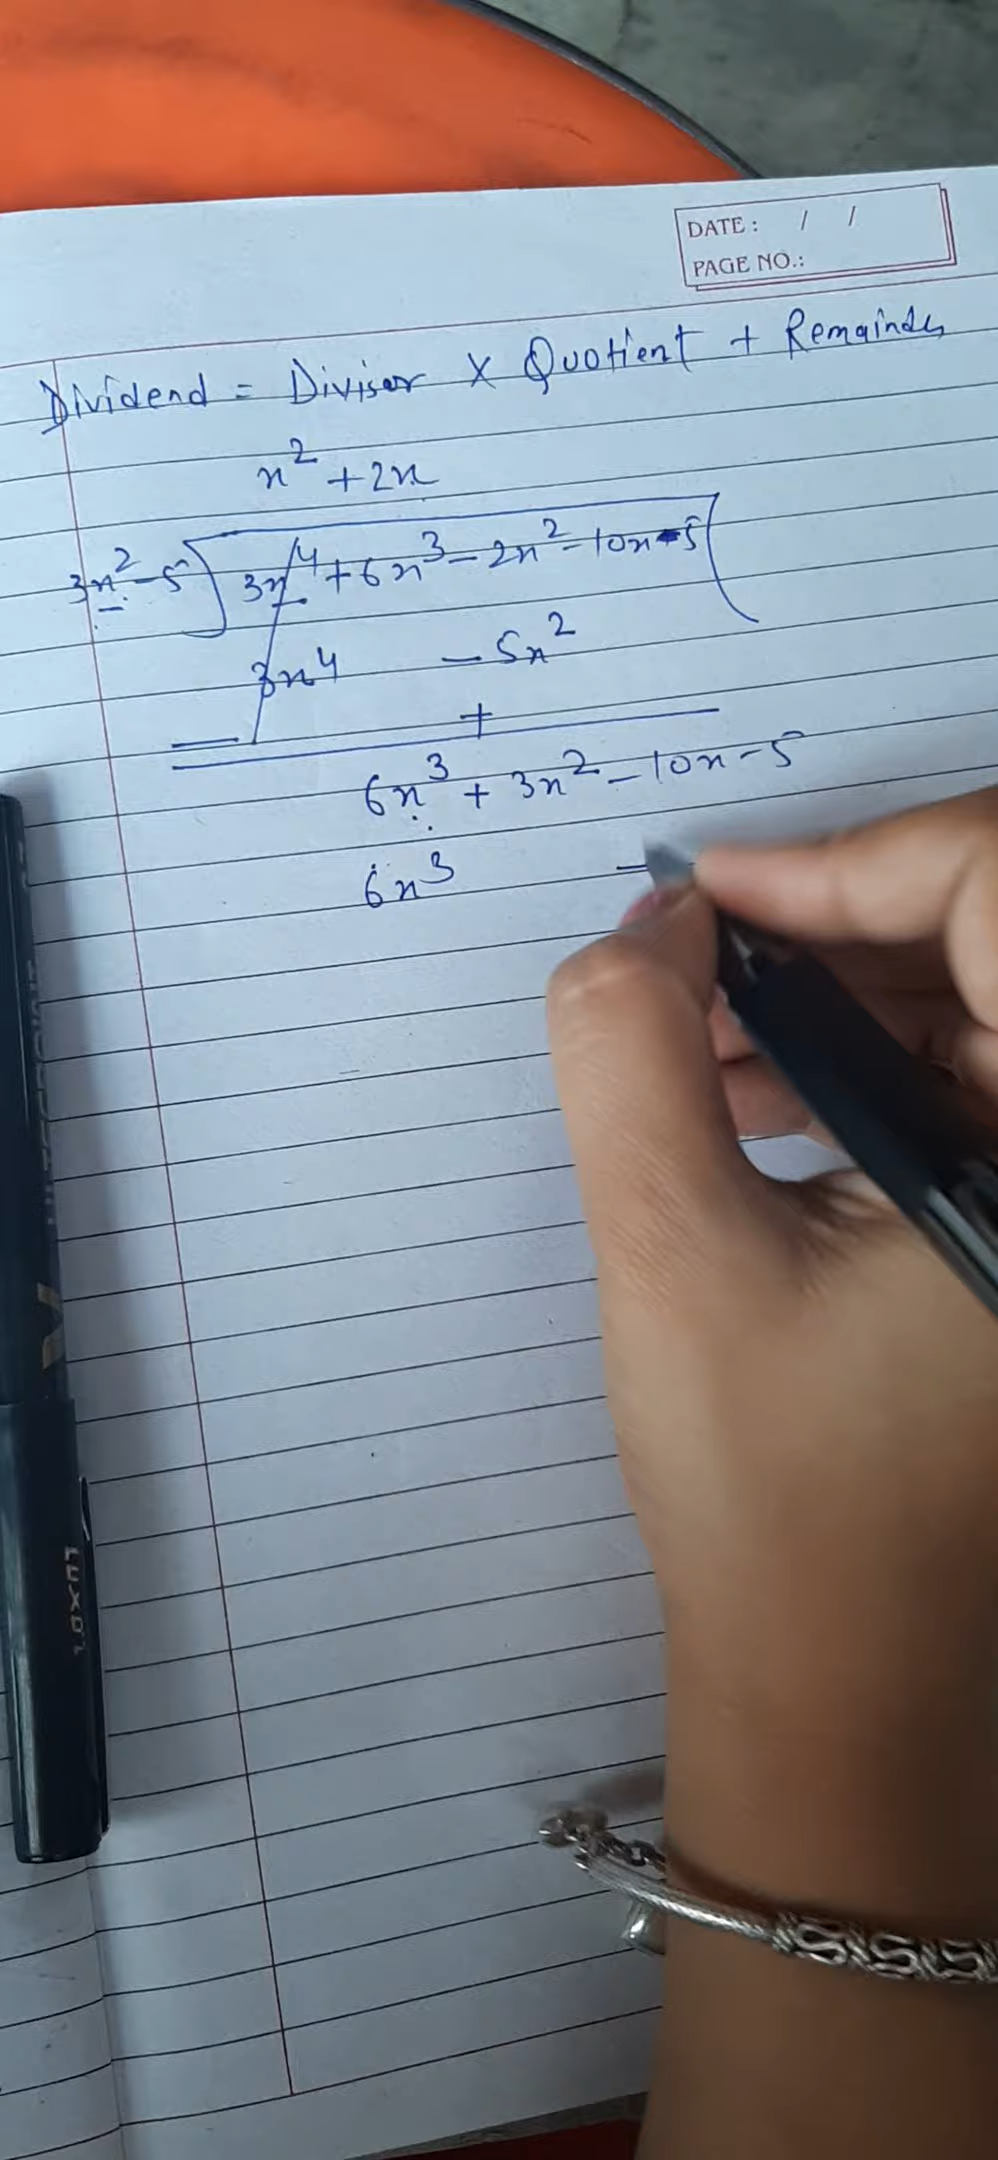 DATE: / /
PAGE NO.:
Dividend = Divisor X Quotient + Remainder
x² + 2x
3x² - 5 ) 3x⁴ + 6x³ - 2x² - 10x - 5 (
3x⁴ - 5x²
— +
6x³ + 3x² - 10x - 5
6x³ -
LUXOR